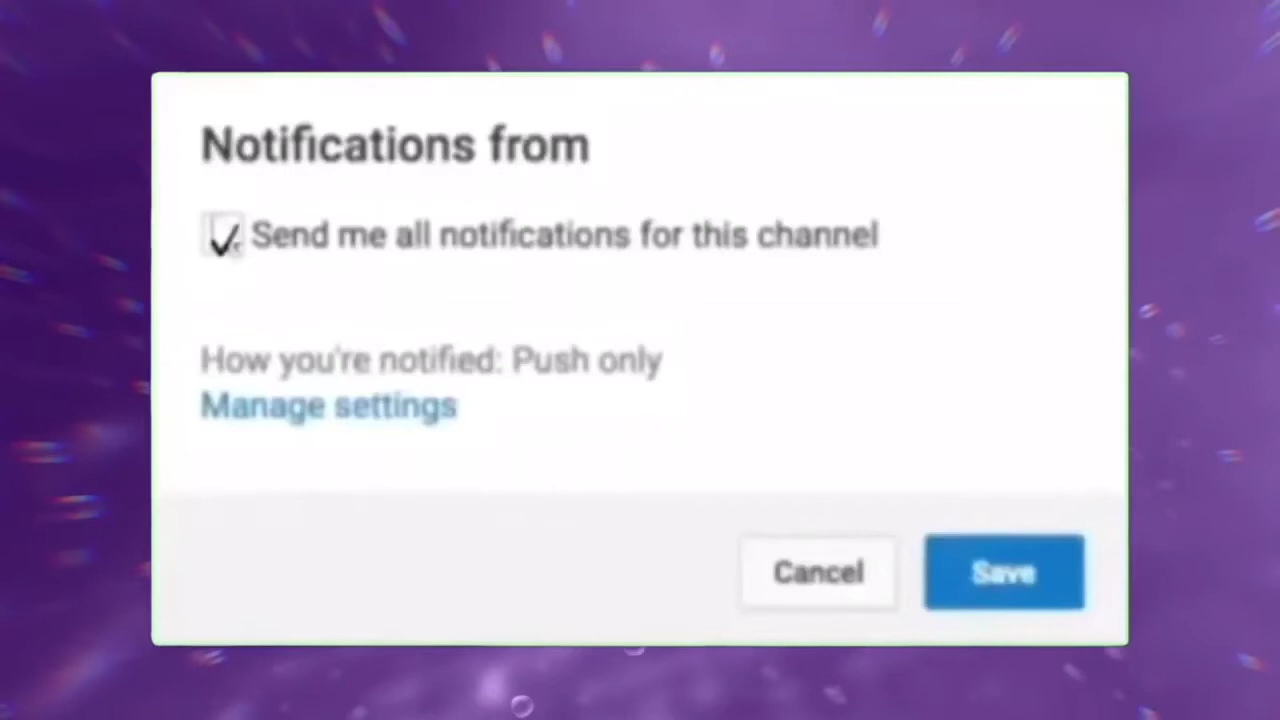 Notifications from
Send me all notifications for this channel
How you're notified: Push only
Manage settings
Cancel
Save